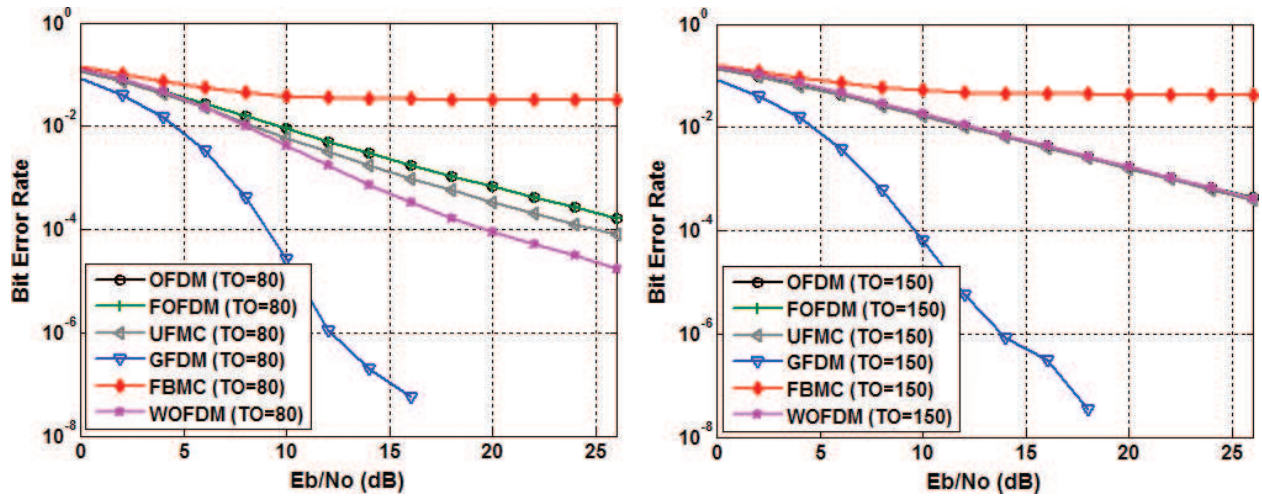 10^0
10^-2
10^-4
10^-6
10^-8
Bit Error Rate
0 5 10 15 20 25
Eb/No (dB)
OFDM (TO=80)
FOFDM (TO=80)
UFMC (TO=80)
GFDM (TO=80)
FBMC (TO=80)
WOFDM (TO=80)
10^0
10^-2
10^-4
10^-6
10^-8
Bit Error Rate
0 5 10 15 20 25
Eb/No (dB)
OFDM (TO=150)
FOFDM (TO=150)
UFMC (TO=150)
GFDM (TO=150)
FBMC (TO=150)
WOFDM (TO=150)